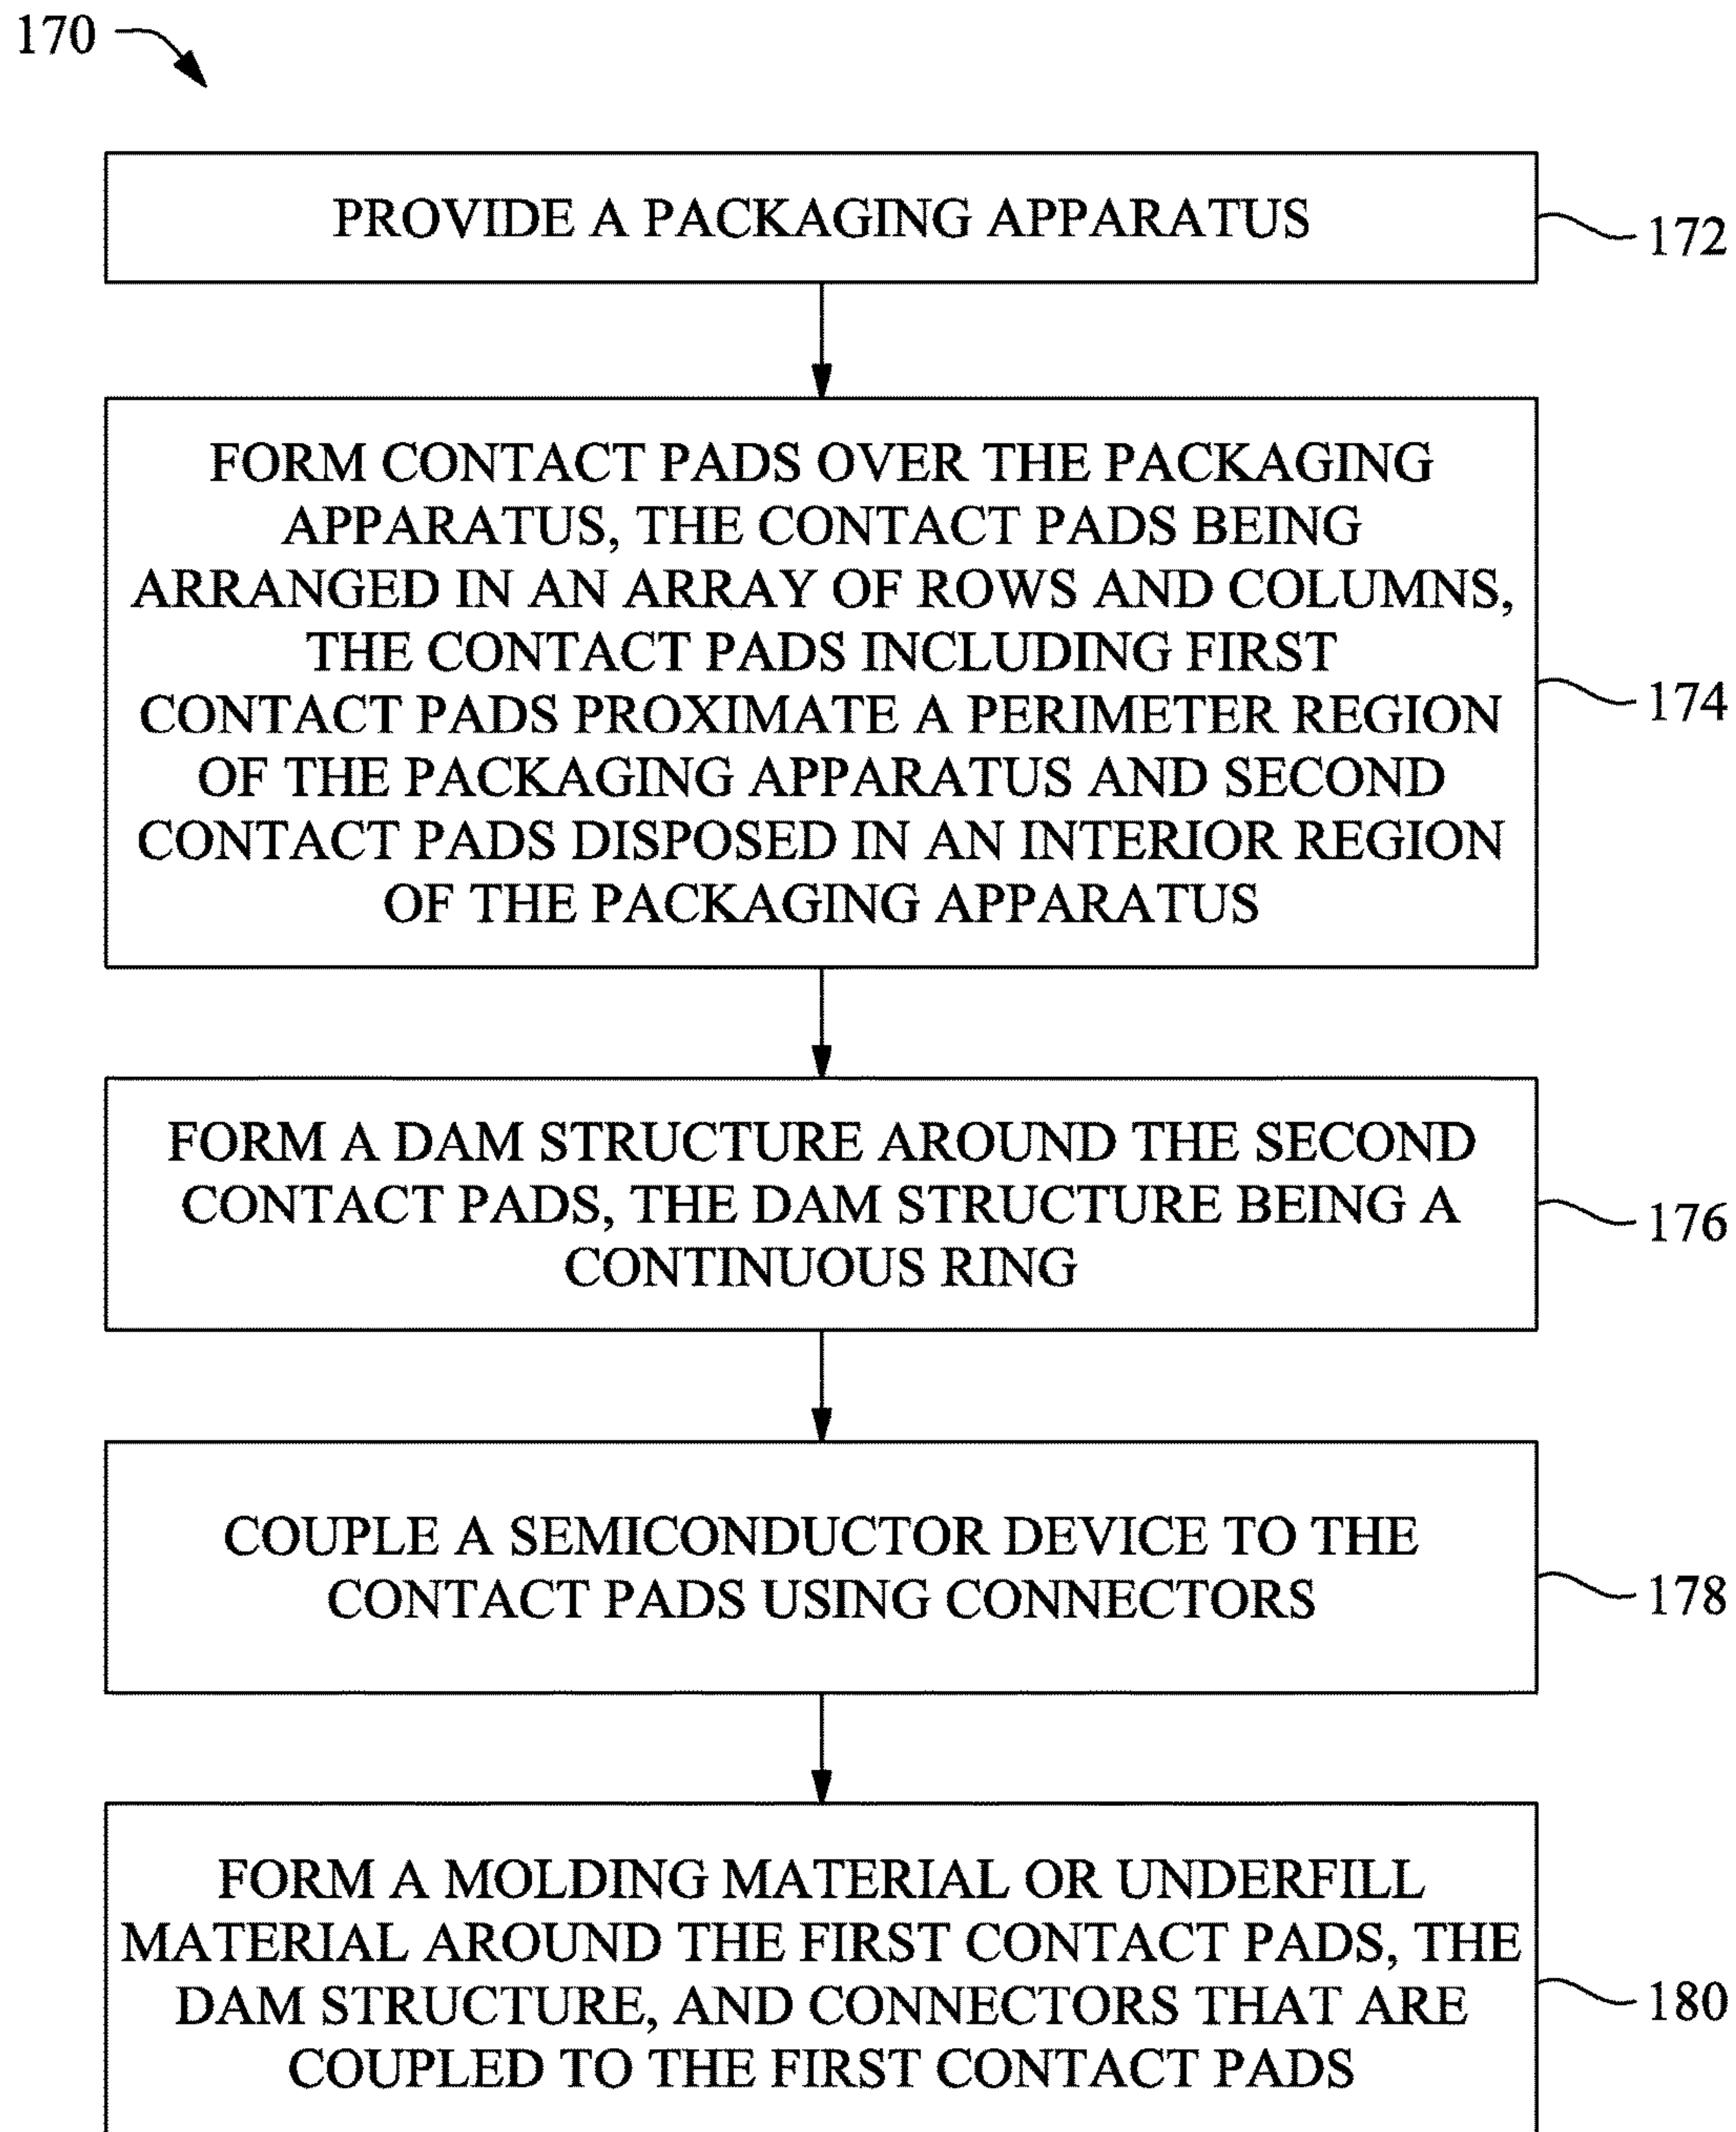 170
PROVIDE A PACKAGING APPARATUS
172
FORM CONTACT PADS OVER THE PACKAGING
APPARATUS, THE CONTACT PADS BEING
ARRANGED IN AN ARRAY OF ROWS AND COLUMNS,
THE CONTACT PADS INCLUDING FIRST
CONTACT PADS PROXIMATE A PERIMETER REGION
OF THE PACKAGING APPARATUS AND SECOND
CONTACT PADS DISPOSED IN AN INTERIOR REGION
OF THE PACKAGING APPARATUS
174
FORM A DAM STRUCTURE AROUND THE SECOND
CONTACT PADS, THE DAM STRUCTURE BEING A
CONTINUOUS RING
176
COUPLE A SEMICONDUCTOR DEVICE TO THE
CONTACT PADS USING CONNECTORS
178
FORM A MOLDING MATERIAL OR UNDERFILL
MATERIAL AROUND THE FIRST CONTACT PADS, THE
DAM STRUCTURE, AND CONNECTORS THAT ARE
COUPLED TO THE FIRST CONTACT PADS
180